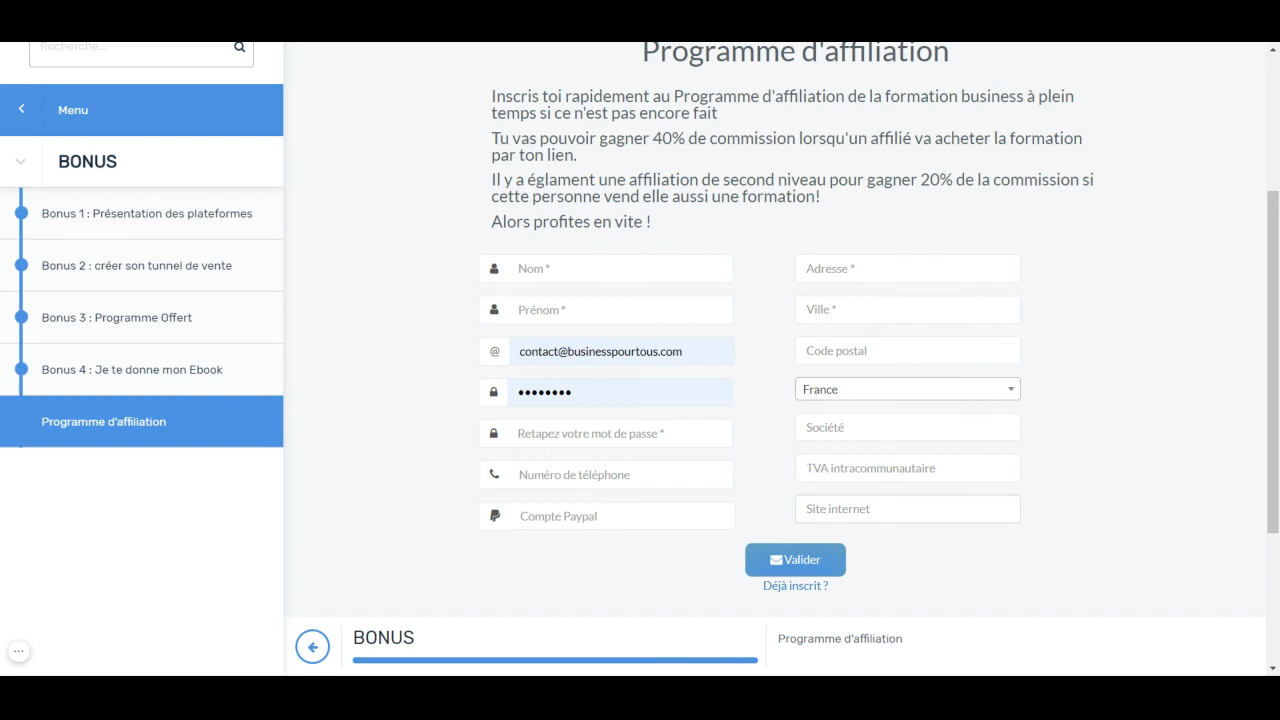 Recherche...
Menu
BONUS
Bonus 1 : Présentation des plateformes
Bonus 2 : créer son tunnel de vente
Bonus 3 : Programme Offert
Bonus 4 : Je te donne mon Ebook
Programme d'affiliation
Programme d'affiliation
Inscris toi rapidement au Programme d'affiliation de la formation business à plein
temps si ce n'est pas encore fait
Tu vas pouvoir gagner 40% de commission lorsqu'un affilié va acheter la formation
par ton lien.
Il y a églament une affiliation de second niveau pour gagner 20% de la commission si
cette personne vend elle aussi une formation!
Alors profites en vite !
Nom *
Prénom *
@ contact@businesspourtous.com
••••••••
Retapez votre mot de passe *
Numéro de téléphone
Compte Paypal
Adresse *
Ville *
Code postal
France
Société
TVA intracommunautaire
Site internet
Valider
Déjà inscrit ?
BONUS
Programme d'affiliation